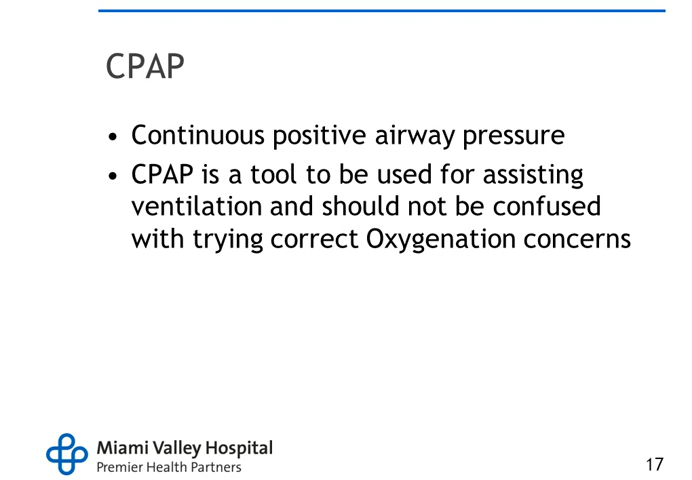 CPAP
• Continuous positive airway pressure
• CPAP is a tool to be used for assisting
ventilation and should not be confused
with trying correct Oxygenation concerns
Miami Valley Hospital
Premier Health Partners
17